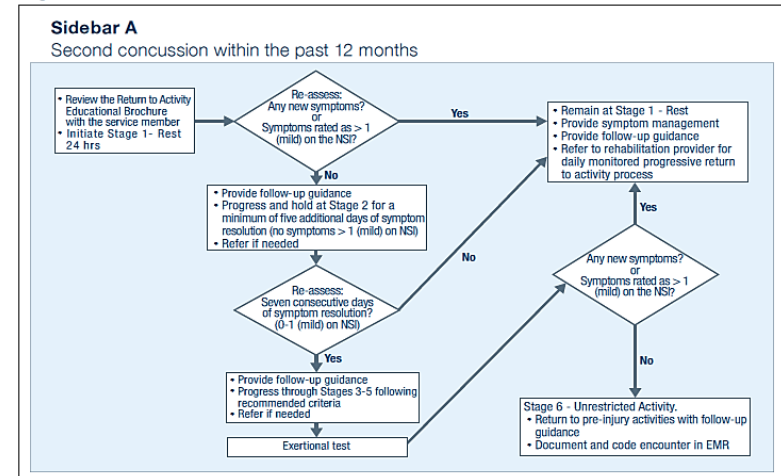 Sidebar A
Second concussion within the past 12 months
• Review the Return to Activity
Educational Brochure
with the service member
• Initiate Stage 1- Rest
24 hrs
Re-assess:
Any new symptoms?
or
Symptoms rated as > 1
(mild) on the NSI?
Yes
• Remain at Stage 1 - Rest
• Provide symptom management
• Provide follow-up guidance
• Refer to rehabilitation provider for
daily monitored progressive return
to activity process
No
• Provide follow-up guidance
• Progress and hold at Stage 2 for a
minimum of five additional days of symptom
resolution (no symptoms > 1 (mild) on NSI)
• Refer if needed
Re-assess:
Seven consecutive days
of symptom resolution?
(0-1 (mild) on NSI)
No
Yes
• Provide follow-up guidance
• Progress through Stages 3-5 following
recommended criteria
• Refer if needed
Exertional test
Any new symptoms?
or
Symptoms rated as > 1
(mild) on the NSI?
Yes
No
Stage 6 - Unrestricted Activity.
• Return to pre-injury activities with follow-up
guidance
• Document and code encounter in EMR